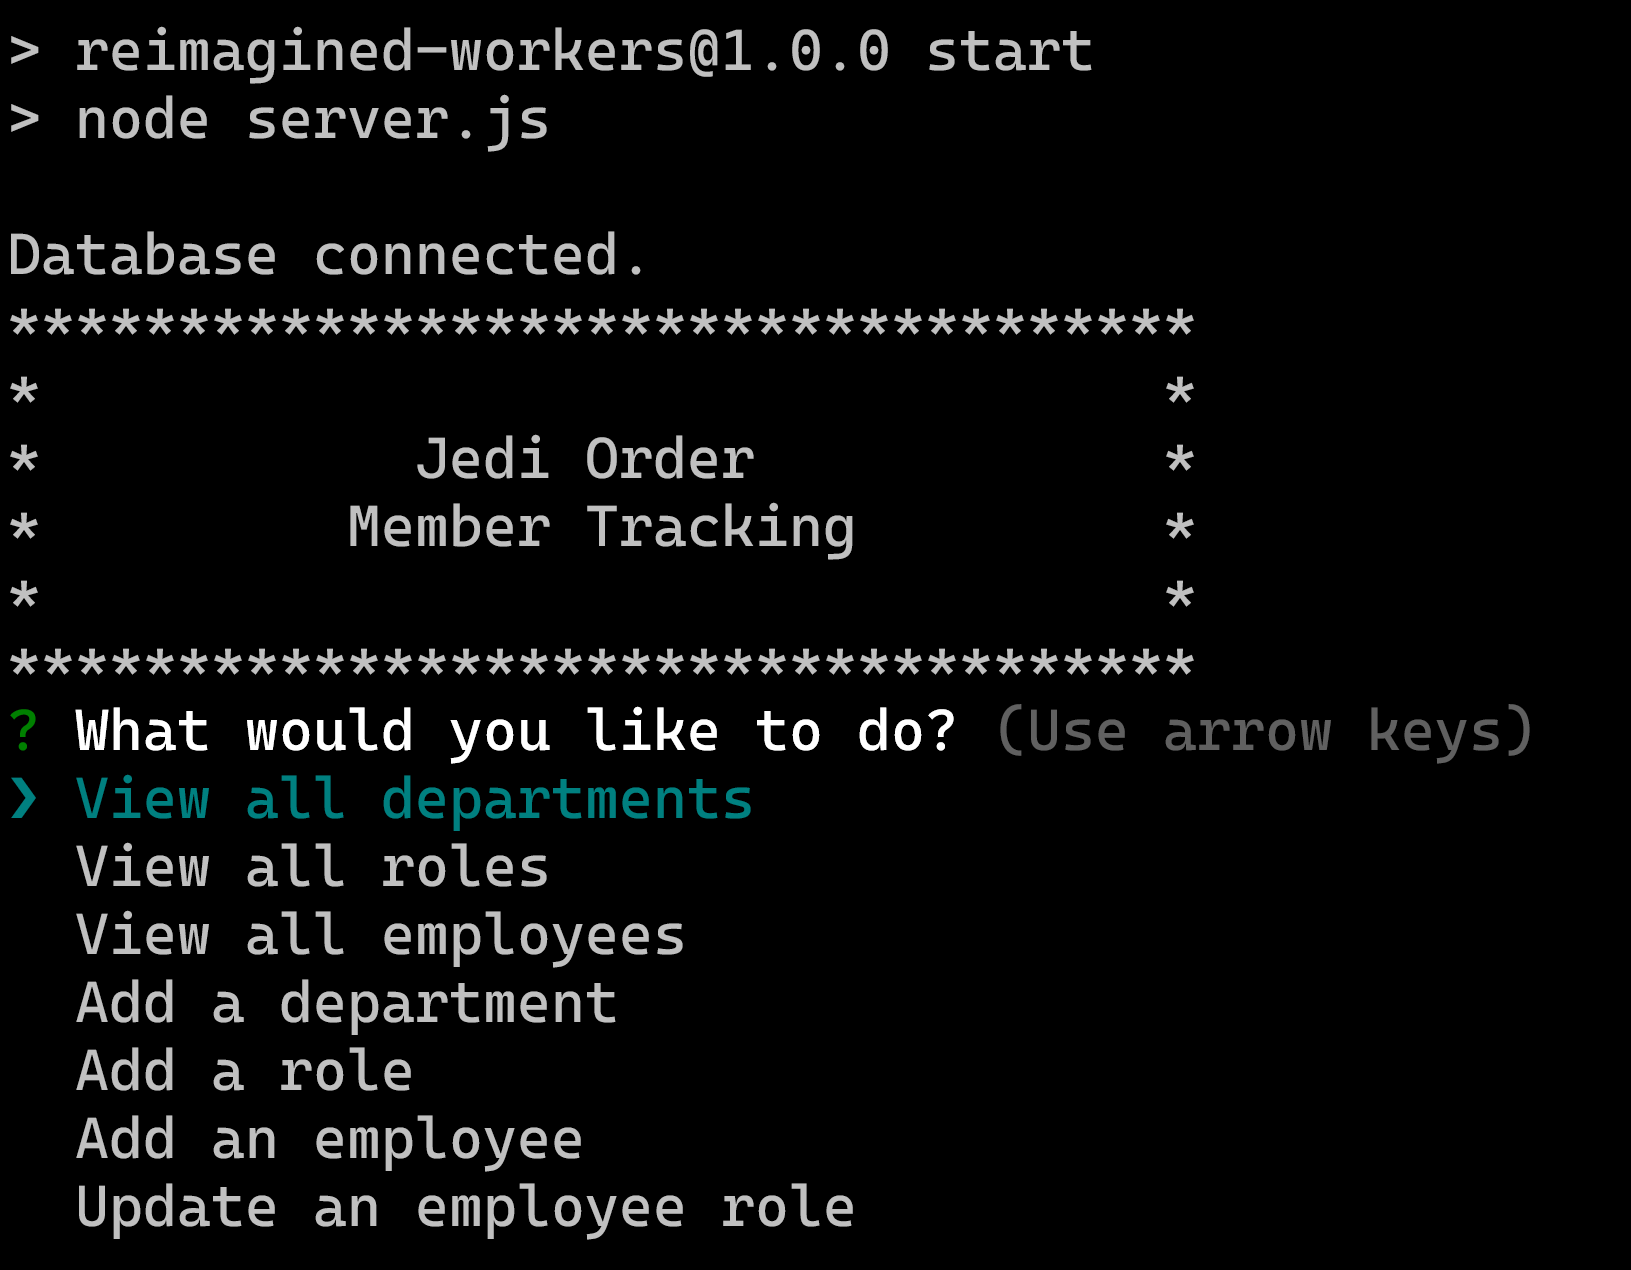 > reimagined-workers@1.0.0 start
> node server.js

Database connected.
***********************************
*                                 *
*           Jedi Order            *
*         Member Tracking         *
*                                 *
***********************************
? What would you like to do? (Use arrow keys)
❯ View all departments
  View all roles
  View all employees
  Add a department
  Add a role
  Add an employee
  Update an employee role